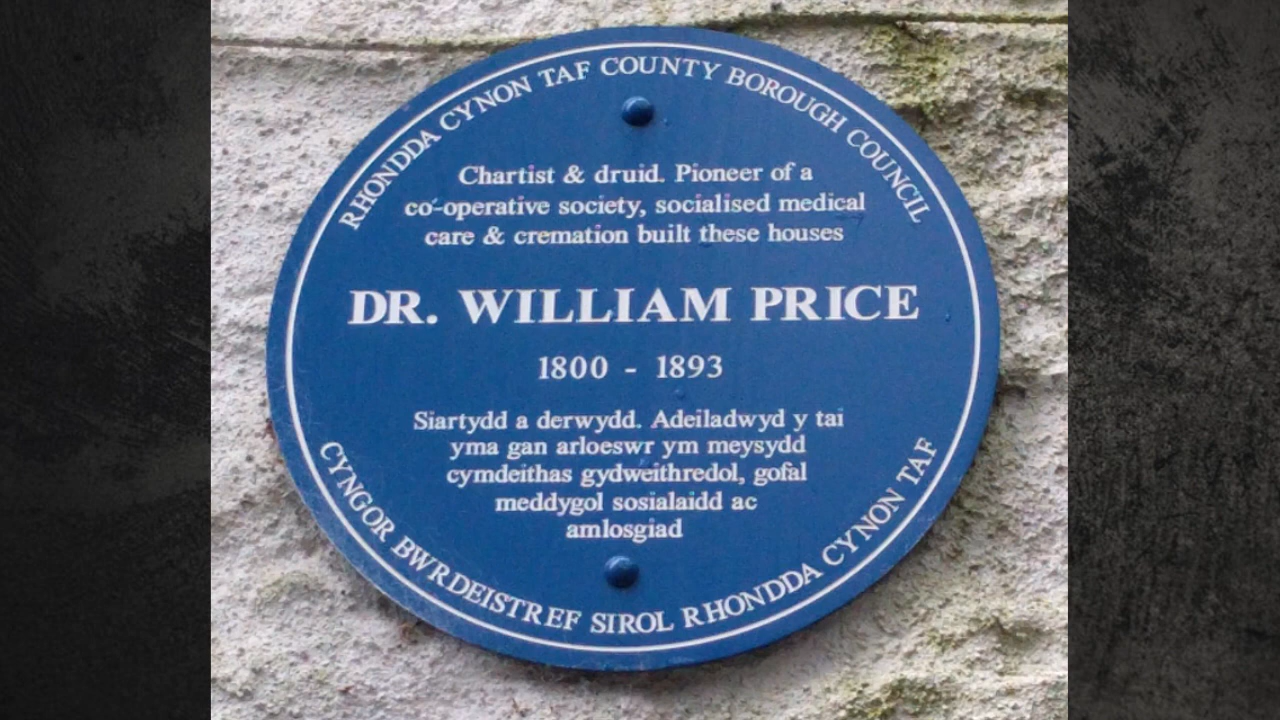 RHONDDA CYNON TAF COUNTY BOROUGH COUNCIL
Chartist & druid. Pioneer of a
co-operative society, socialised medical
care & cremation built these houses
DR. WILLIAM PRICE
1800 - 1893
Siartydd a derwydd. Adeiladwyd y tai
yma gan arloeswr ym meysydd
cymdeithas gydweithredol, gofal
meddygol sosialaidd ac
amlosgiad
CYNGOR BWRDEISTREF SIROL RHONDDA CYNON TAF